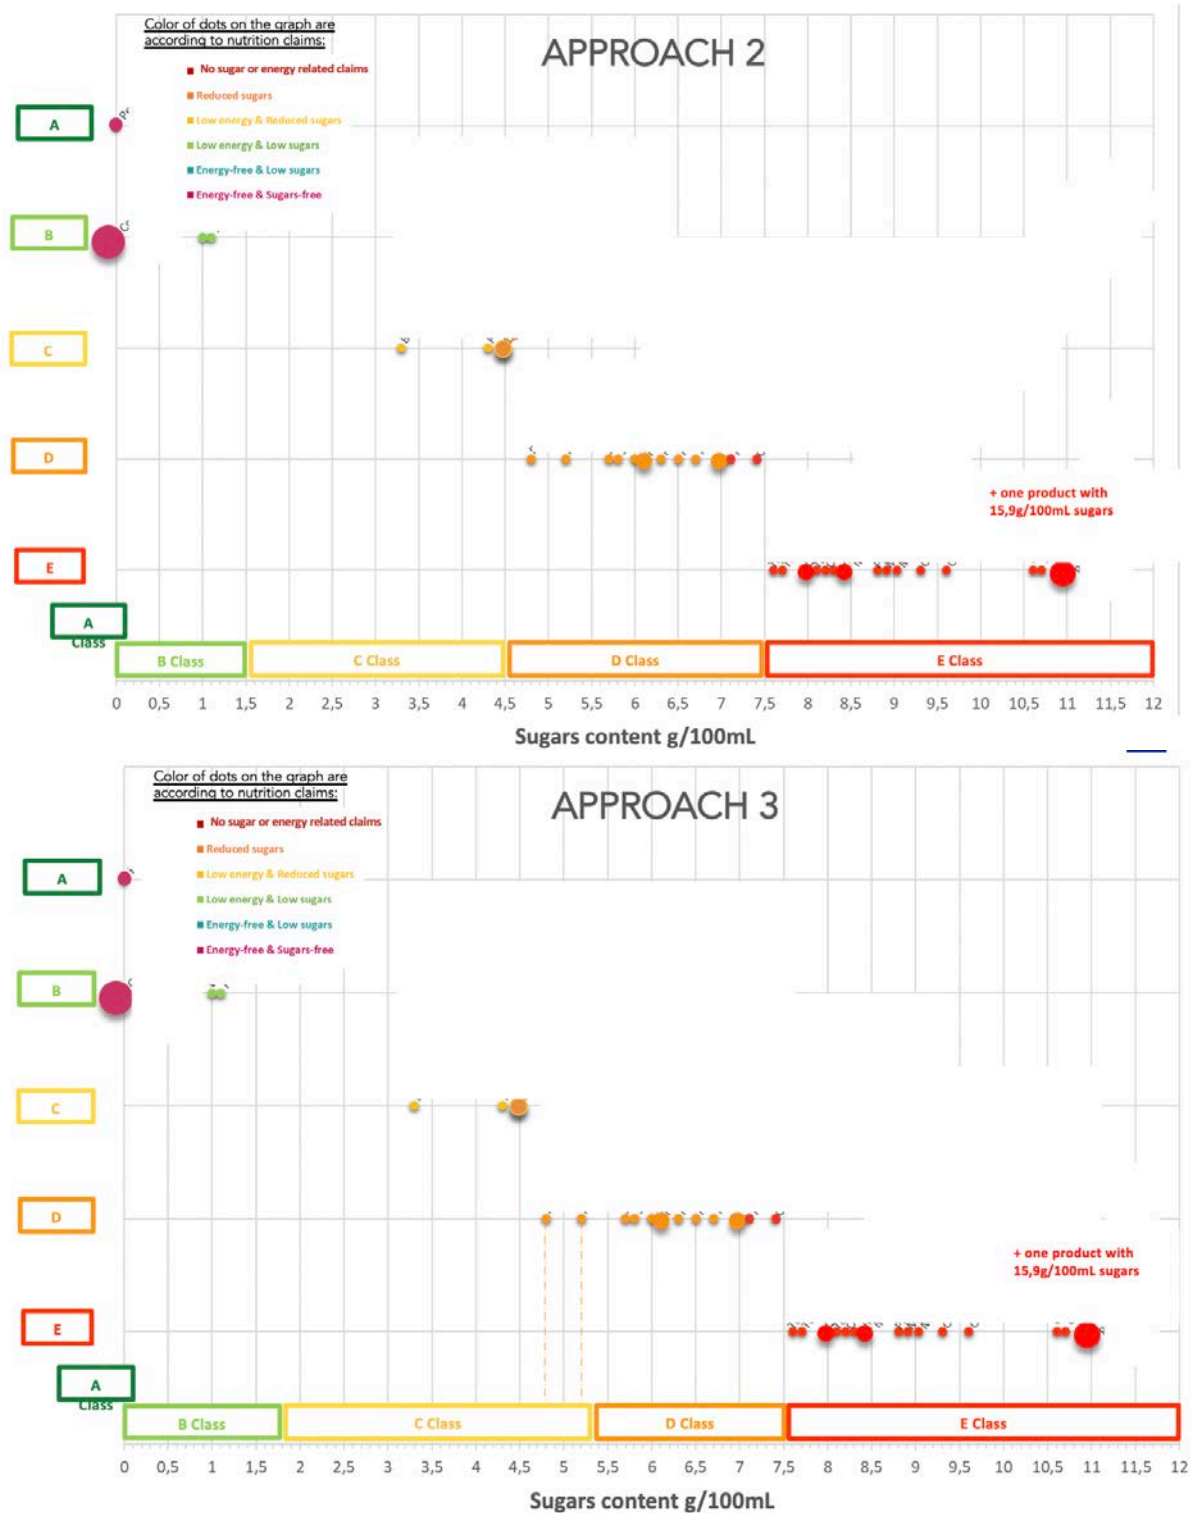 Color of dots on the graph are
according to nutrition claims:
APPROACH 2
No sugar or energy related claims
Reduced sugars
Low energy & Reduced sugars
Low energy & Low sugars
Energy-free & Low sugars
Energy-free & Sugars-free
A
B
C
D
+ one product with
15,9g/100mL sugars
E
A
Class
B Class
C Class
D Class
E Class
0 0,5 1 1,5 2 2,5 3 3,5 4 4,5 5 5,5 6 6,5 7 7,5 8 8,5 9 9,5 10 10,5 11 11,5 12
Sugars content g/100mL
Color of dots on the graph are
according to nutrition claims:
APPROACH 3
No sugar or energy related claims
Reduced sugars
Low energy & Reduced sugars
Low energy & Low sugars
Energy-free & Low sugars
Energy-free & Sugars-free
A
B
C
D
+ one product with
15,9g/100mL sugars
E
A
Class
B Class
C Class
D Class
E Class
0 0,5 1 1,5 2 2,5 3 3,5 4 4,5 5 5,5 6 6,5 7 7,5 8 8,5 9 9,5 10 10,5 11 11,5 12
Sugars content g/100mL